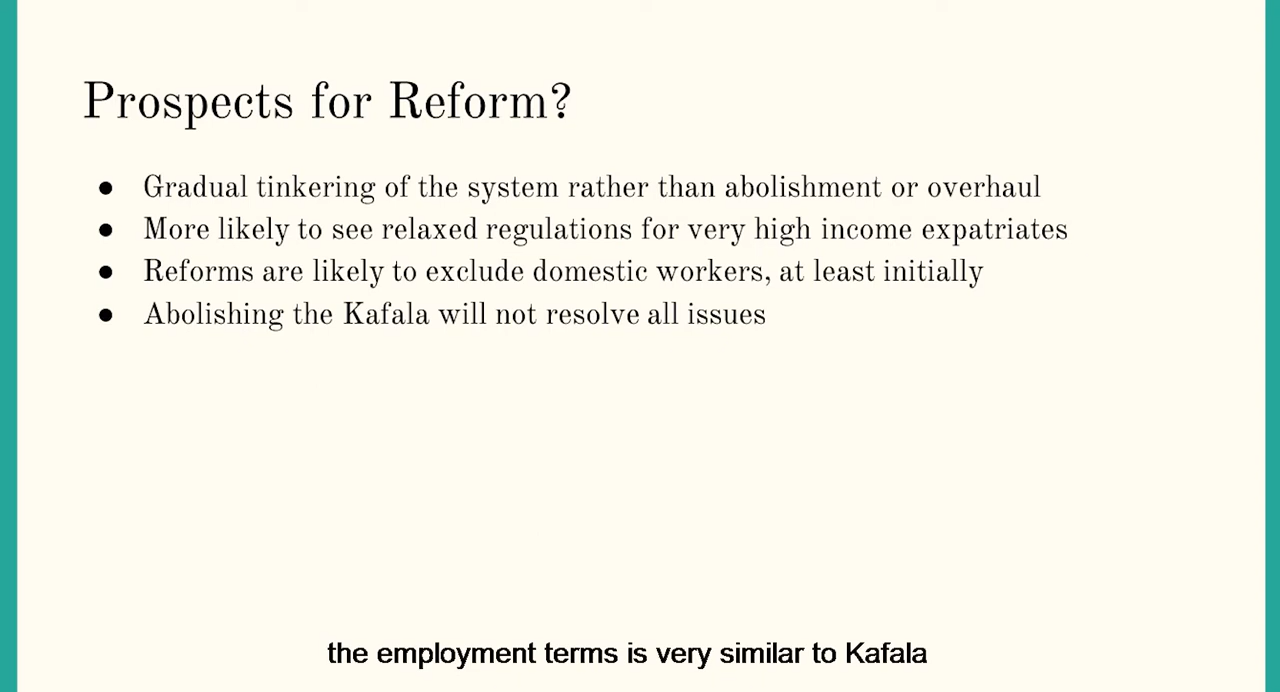 Prospects for Reform?
● Gradual tinkering of the system rather than abolishment or overhaul
● More likely to see relaxed regulations for very high income expatriates
● Reforms are likely to exclude domestic workers, at least initially
● Abolishing the Kafala will not resolve all issues
the employment terms is very similar to Kafala